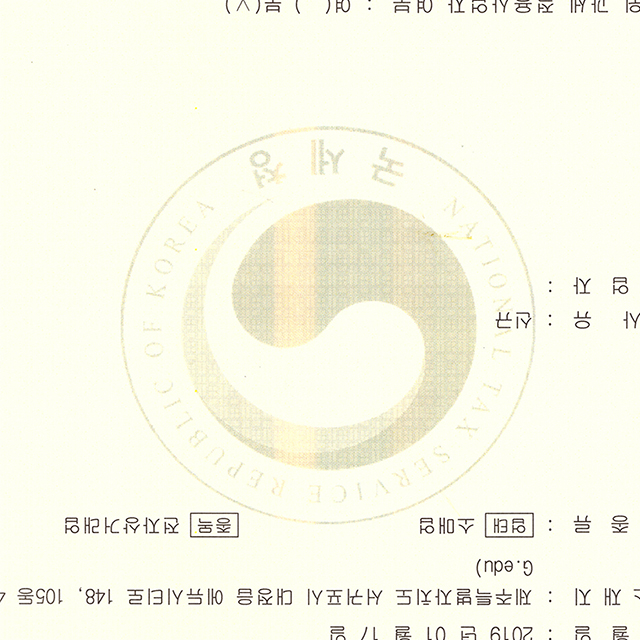 월 일 : 2019 년 01 월 17 일
소 재 지 : 제주특별자치도 서귀포시 대정읍 에듀시티로 148, 105동
G.edu)
종 류 : 업태 소매업 종목 전자상거래업
NATIONAL TAX SERVICE REPUBLIC OF KOREA
사 유 : 신규
업 자 :
국세청
과세 적용사업자 여부 : 여( ) 부(∨)